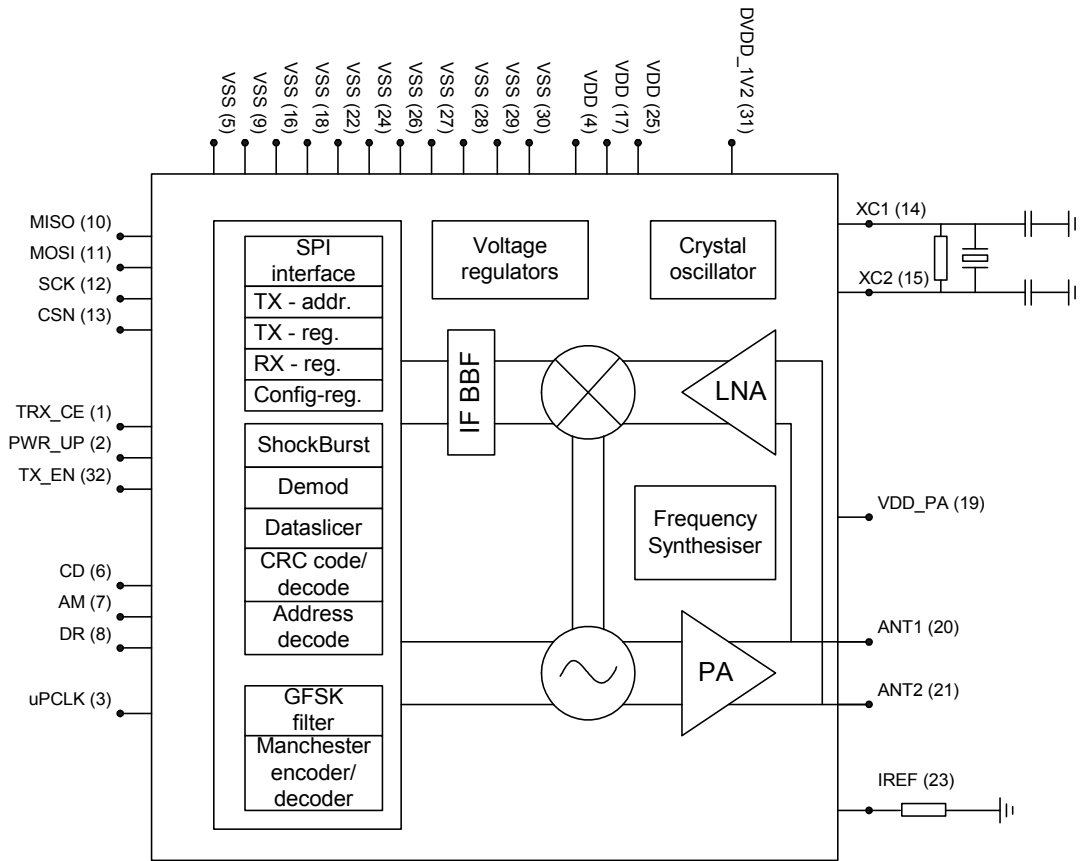 VSS (5)
VSS (9)
VSS (16)
VSS (18)
VSS (22)
VSS (24)
VSS (26)
VSS (27)
VSS (28)
VSS (29)
VSS (30)
VDD (4)
VDD (17)
VDD (25)
DVDD_1V2 (31)
MISO (10)
MOSI (11)
SCK (12)
CSN (13)
TRX_CE (1)
PWR_UP (2)
TX_EN (32)
CD (6)
AM (7)
DR (8)
uPCLK (3)
SPI
interface
TX - addr.
TX - reg.
RX - reg.
Config-reg.
ShockBurst
Demod
Dataslicer
CRC code/
decode
Address
decode
GFSK
filter
Manchester
encoder/
decoder
Voltage
regulators
Crystal
oscillator
IF BBF
LNA
Frequency
Synthesiser
PA
XC1 (14)
XC2 (15)
VDD_PA (19)
ANT1 (20)
ANT2 (21)
IREF (23)